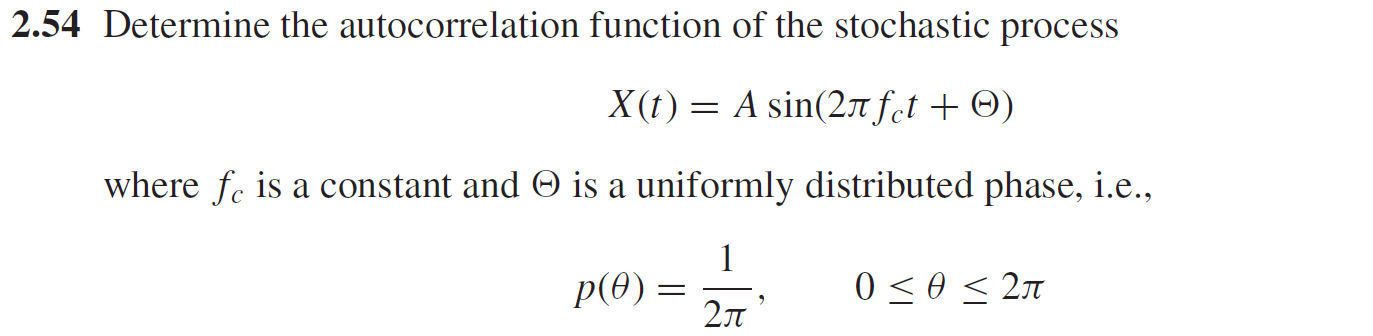 2.54 Determine the autocorrelation function of the stochastic process
X(t) = A sin(2πf_ct + Θ)
where f_c is a constant and Θ is a uniformly distributed phase, i.e.,
p(θ) = 1/2π, 0 ≤ θ ≤ 2π